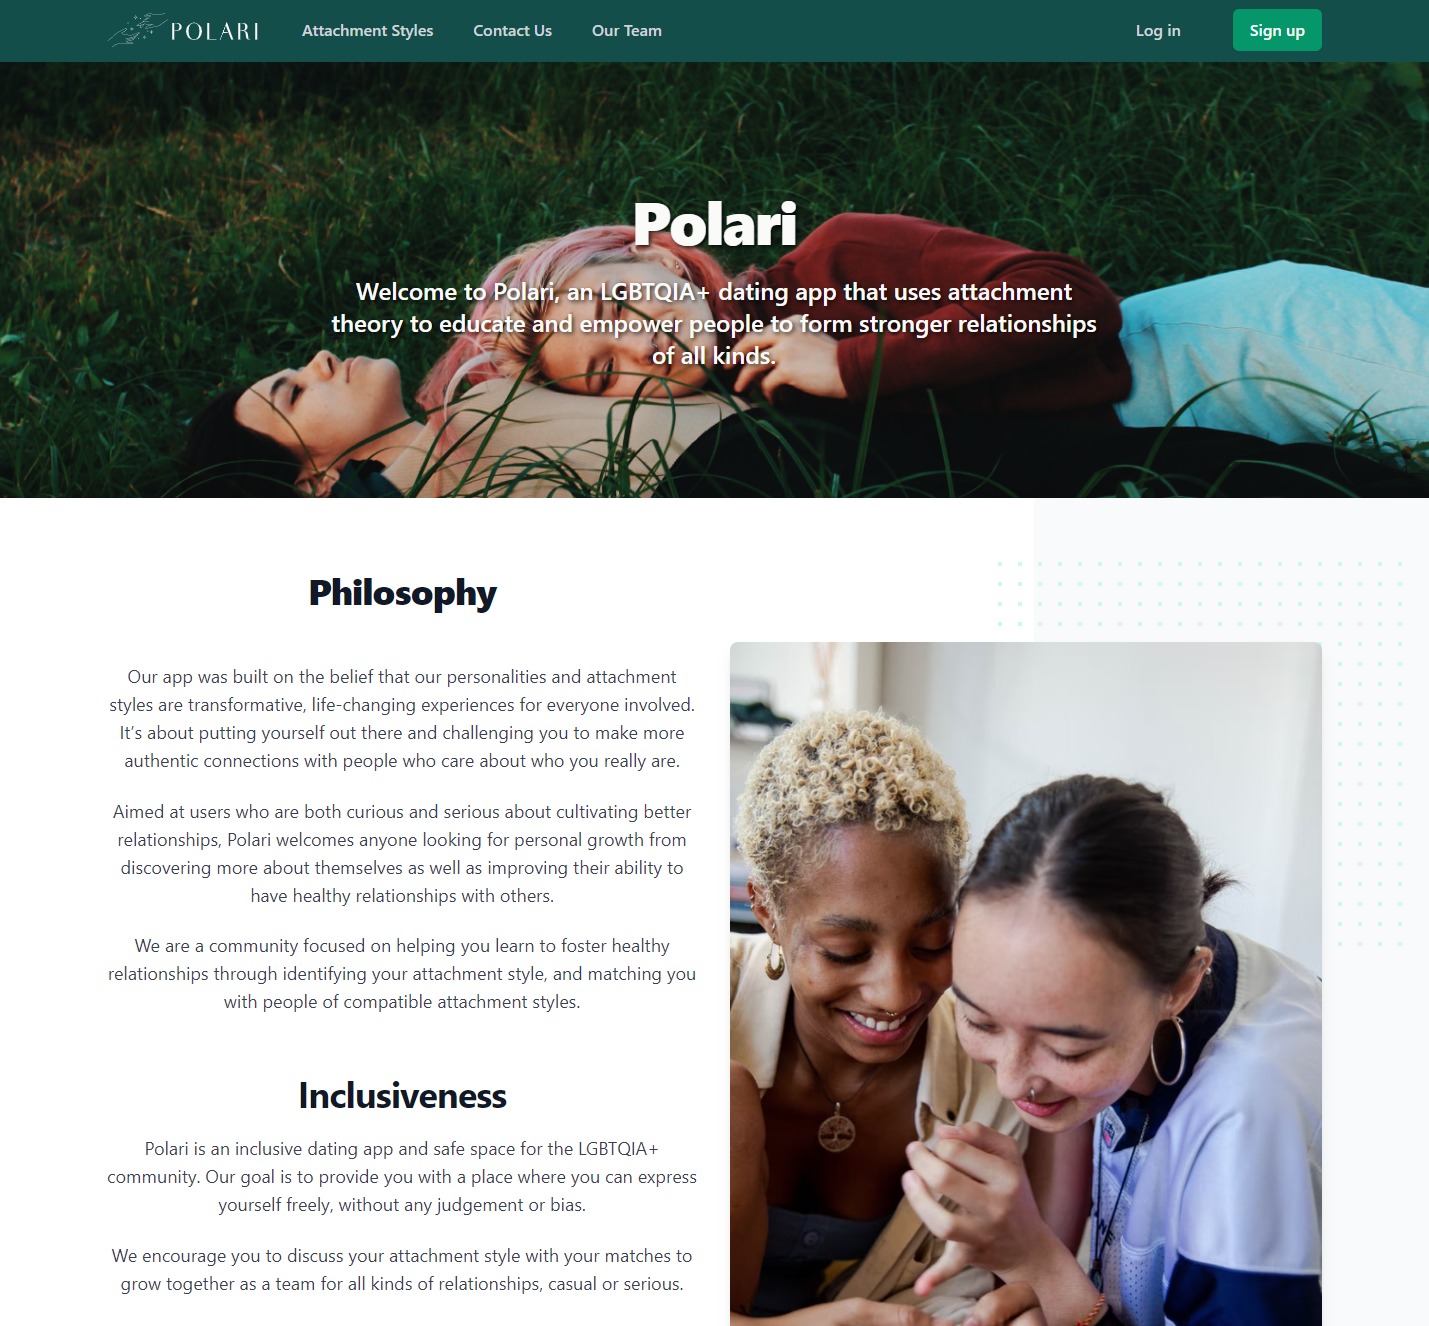 POLARI
Attachment Styles
Contact Us
Our Team
Log in
Sign up
Polari
Welcome to Polari, an LGBTQIA+ dating app that uses attachment
theory to educate and empower people to form stronger relationships
of all kinds.
Philosophy
Our app was built on the belief that our personalities and attachment
styles are transformative, life-changing experiences for everyone involved.
It’s about putting yourself out there and challenging you to make more
authentic connections with people who care about who you really are.
Aimed at users who are both curious and serious about cultivating better
relationships, Polari welcomes anyone looking for personal growth from
discovering more about themselves as well as improving their ability to
have healthy relationships with others.
We are a community focused on helping you learn to foster healthy
relationships through identifying your attachment style, and matching you
with people of compatible attachment styles.
Inclusiveness
Polari is an inclusive dating app and safe space for the LGBTQIA+
community. Our goal is to provide you with a place where you can express
yourself freely, without any judgement or bias.
We encourage you to discuss your attachment style with your matches to
grow together as a team for all kinds of relationships, casual or serious.